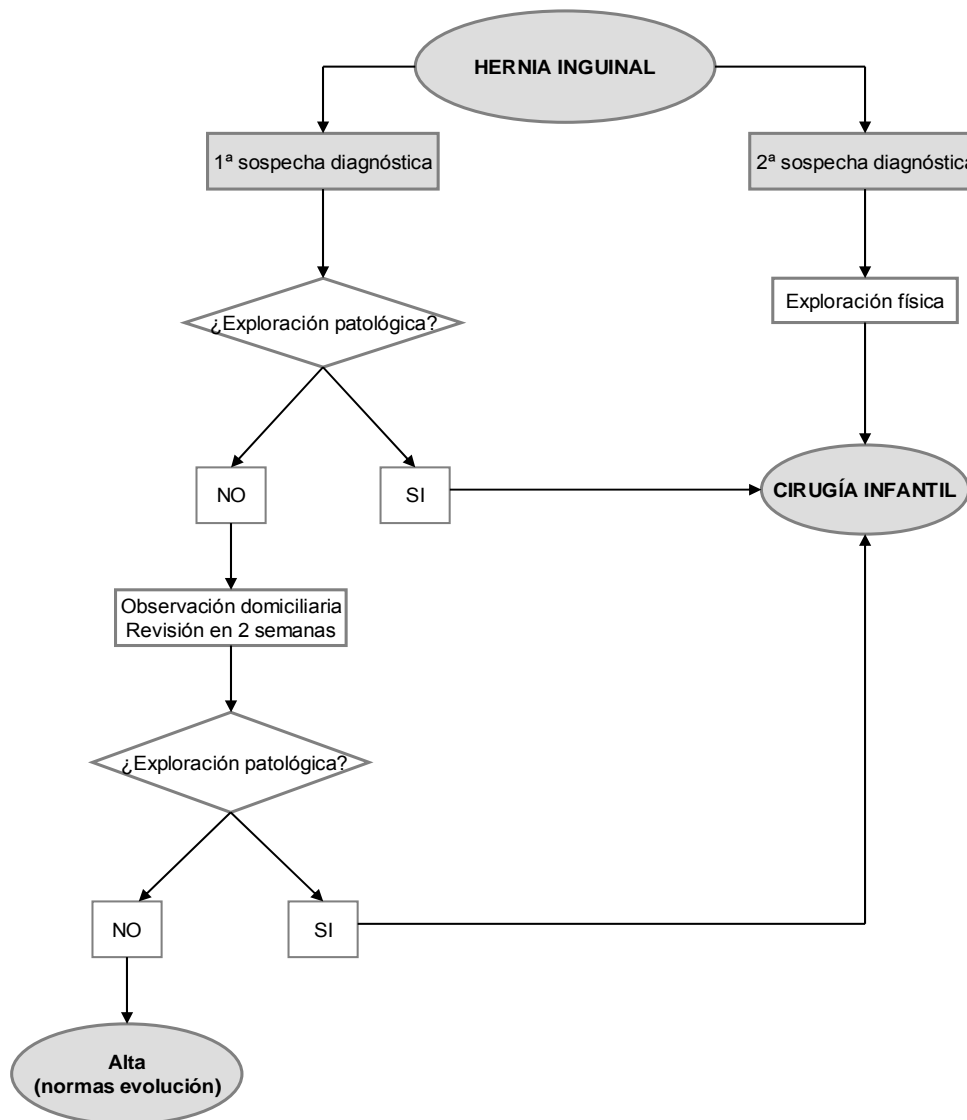 HERNIA INGUINAL
1ª sospecha diagnóstica
2ª sospecha diagnóstica
¿Exploración patológica?
Exploración física
NO
SI
CIRUGÍA INFANTIL
Observación domiciliaria
Revisión en 2 semanas
¿Exploración patológica?
NO
SI
Alta
(normas evolución)